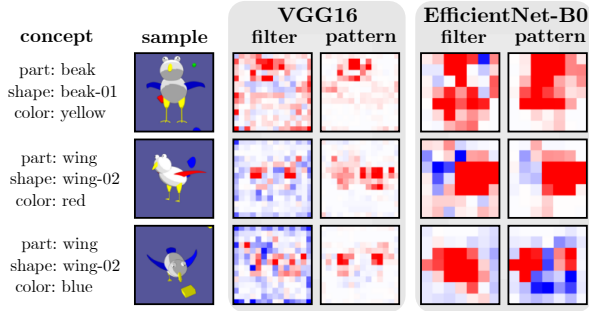 VGG16 EfficientNet-B0
concept sample filter pattern filter pattern
part: beak
shape: beak-01
color: yellow
part: wing
shape: wing-02
color: red
part: wing
shape: wing-02
color: blue